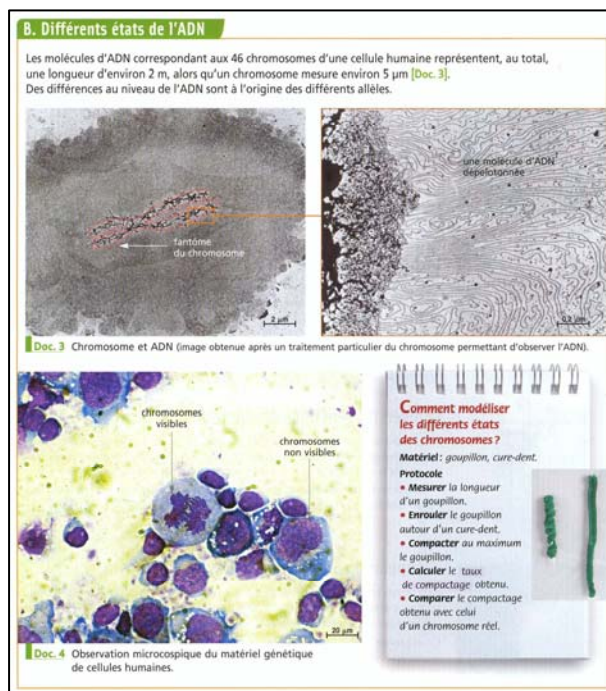 B. Différents états de l'ADN
Les molécules d'ADN correspondant aux 46 chromosomes d'une cellule humaine représentent, au total,
une longueur d'environ 2 m, alors qu'un chromosome mesure environ 5 µm [Doc. 3].
Des différences au niveau de l'ADN sont à l'origine des différents allèles.
fantôme
du chromosome
2 µm
une molécule d'ADN
dépelotonnée
0,2 µm
Doc. 3 Chromosome et ADN (image obtenue après un traitement particulier du chromosome permettant d'observer l'ADN).
chromosomes
visibles
chromosomes
non visibles
20 µm
Doc. 4 Observation microcospique du matériel génétique
de cellules humaines.
Comment modéliser
les différents états
des chromosomes ?
Matériel : goupillon, cure-dent.
Protocole
• Mesurer la longueur
d'un goupillon.
• Enrouler le goupillon
autour d'un cure-dent.
• Compacter au maximum
le goupillon.
• Calculer le taux
de compactage obtenu.
• Comparer le compactage
obtenu avec celui
d'un chromosome réel.